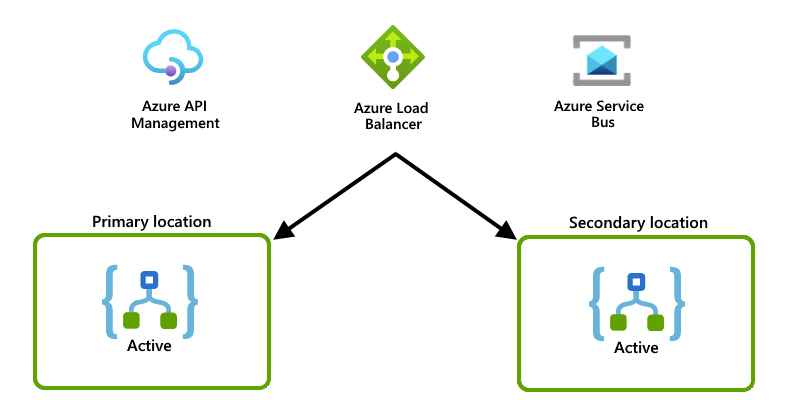 Azure API
Management
Azure Load
Balancer
Azure Service
Bus
Primary location
Secondary location
Active
Active